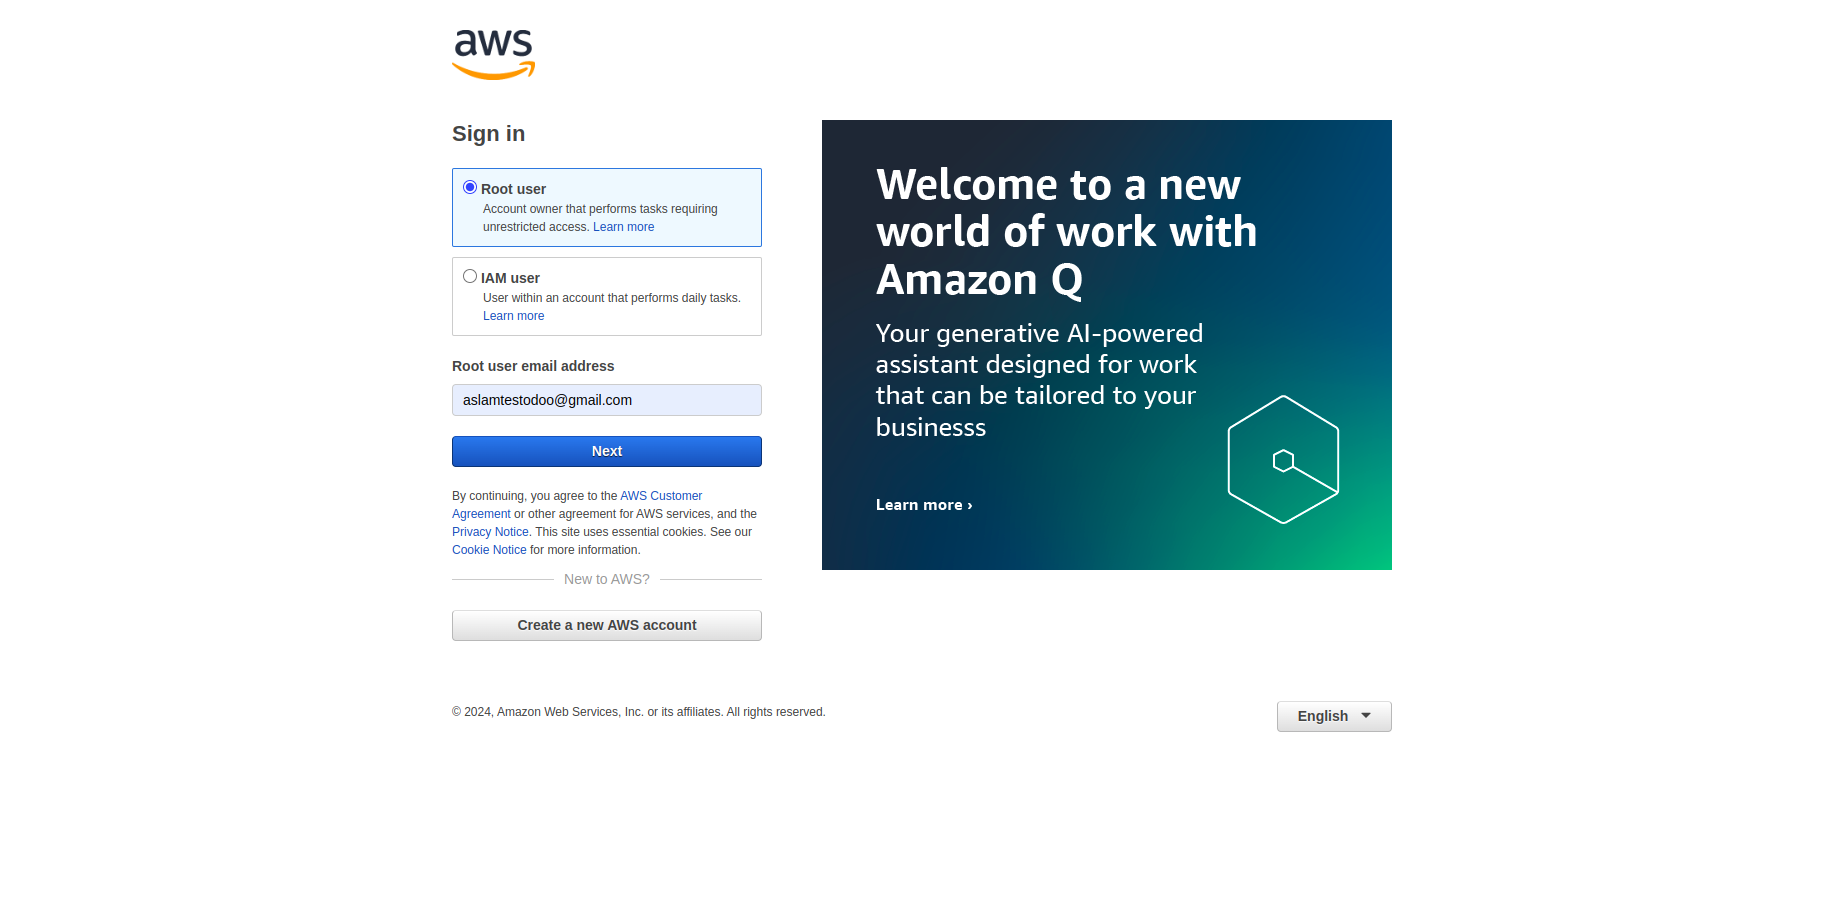 aws
Sign in
Root user
Account owner that performs tasks requiring
unrestricted access. Learn more
IAM user
User within an account that performs daily tasks.
Learn more
Root user email address
aslamtestodoo@gmail.com
Next
By continuing, you agree to the AWS Customer
Agreement or other agreement for AWS services, and the
Privacy Notice. This site uses essential cookies. See our
Cookie Notice for more information.
New to AWS?
Create a new AWS account
Welcome to a new
world of work with
Amazon Q
Your generative AI-powered
assistant designed for work
that can be tailored to your
businesss
Learn more ›
© 2024, Amazon Web Services, Inc. or its affiliates. All rights reserved.
English